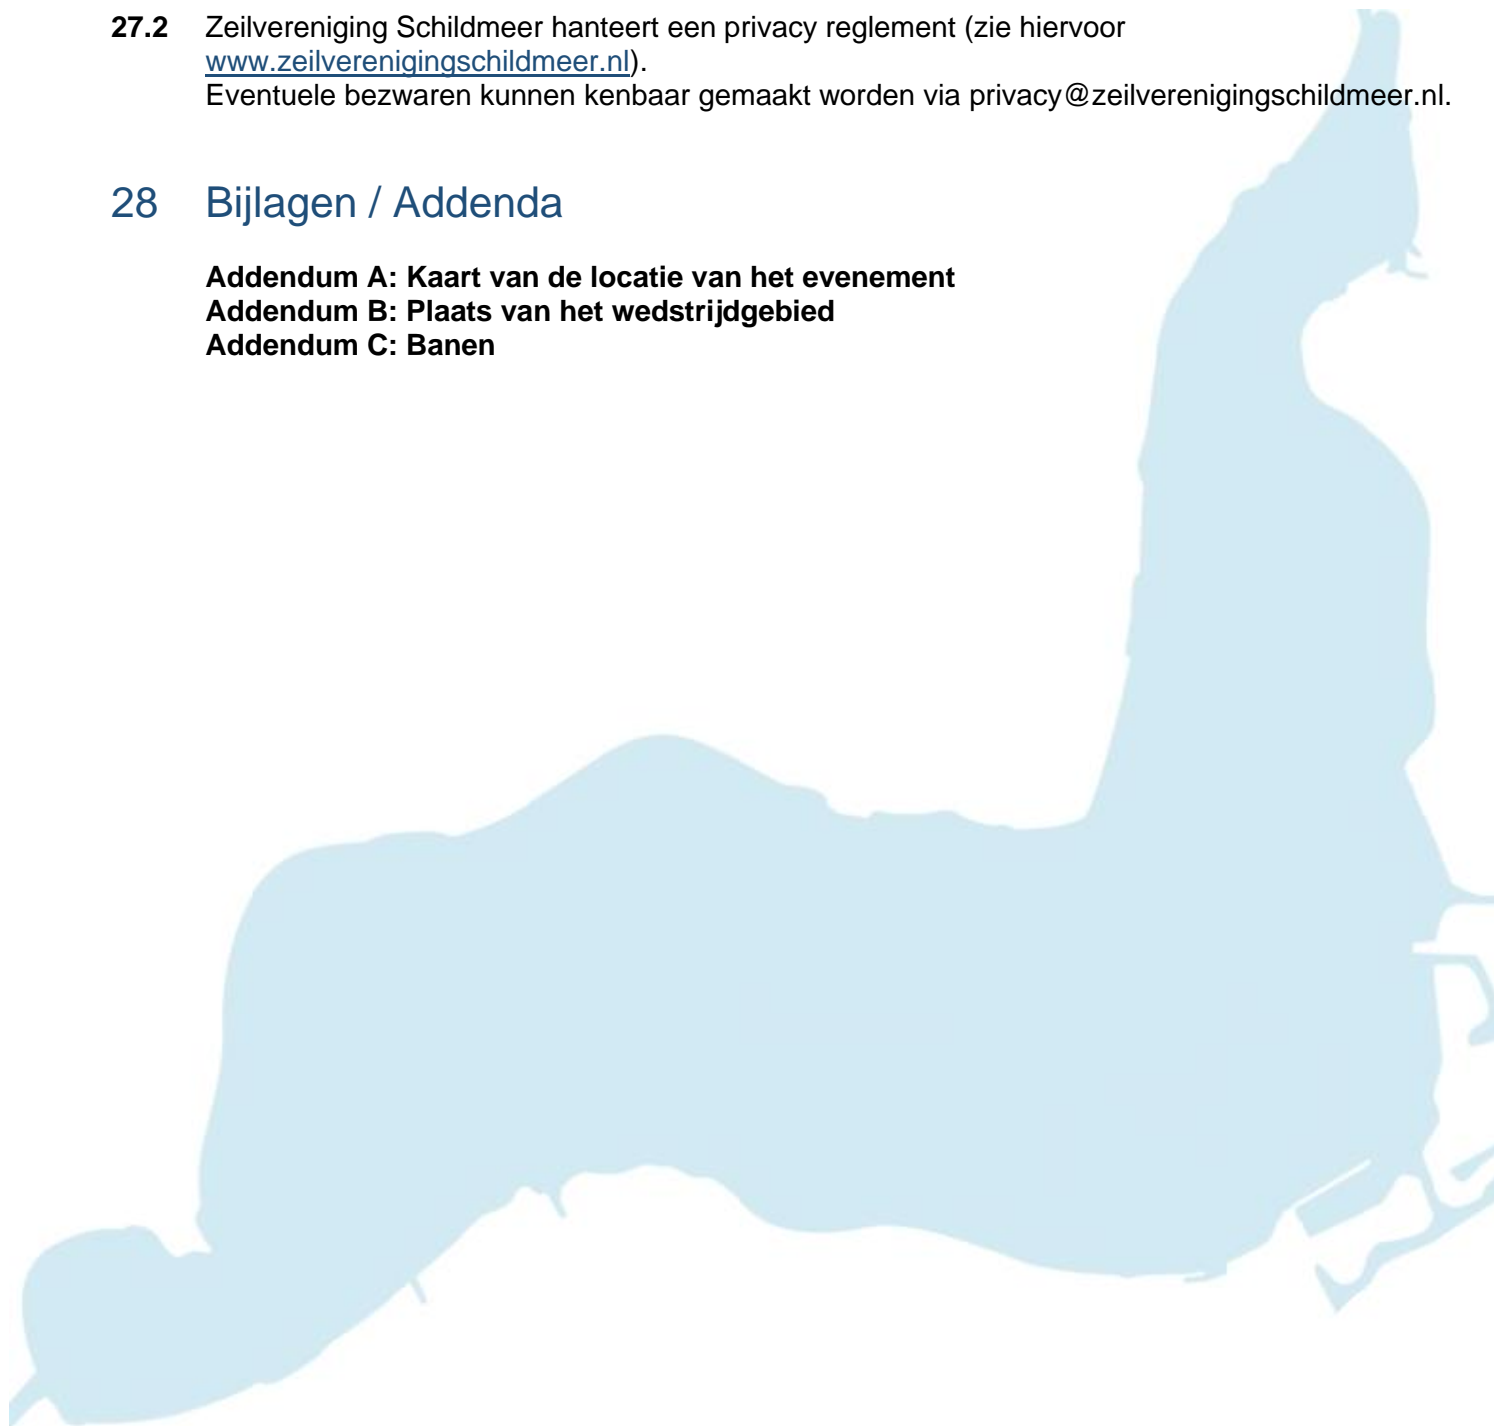 27.2 Zeilvereniging Schildmeer hanteert een privacy reglement (zie hiervoor
www.zeilverenigingschildmeer.nl).
Eventuele bezwaren kunnen kenbaar gemaakt worden via privacy@zeilverenigingschildmeer.nl.
28 Bijlagen / Addenda
Addendum A: Kaart van de locatie van het evenement
Addendum B: Plaats van het wedstrijdgebied
Addendum C: Banen